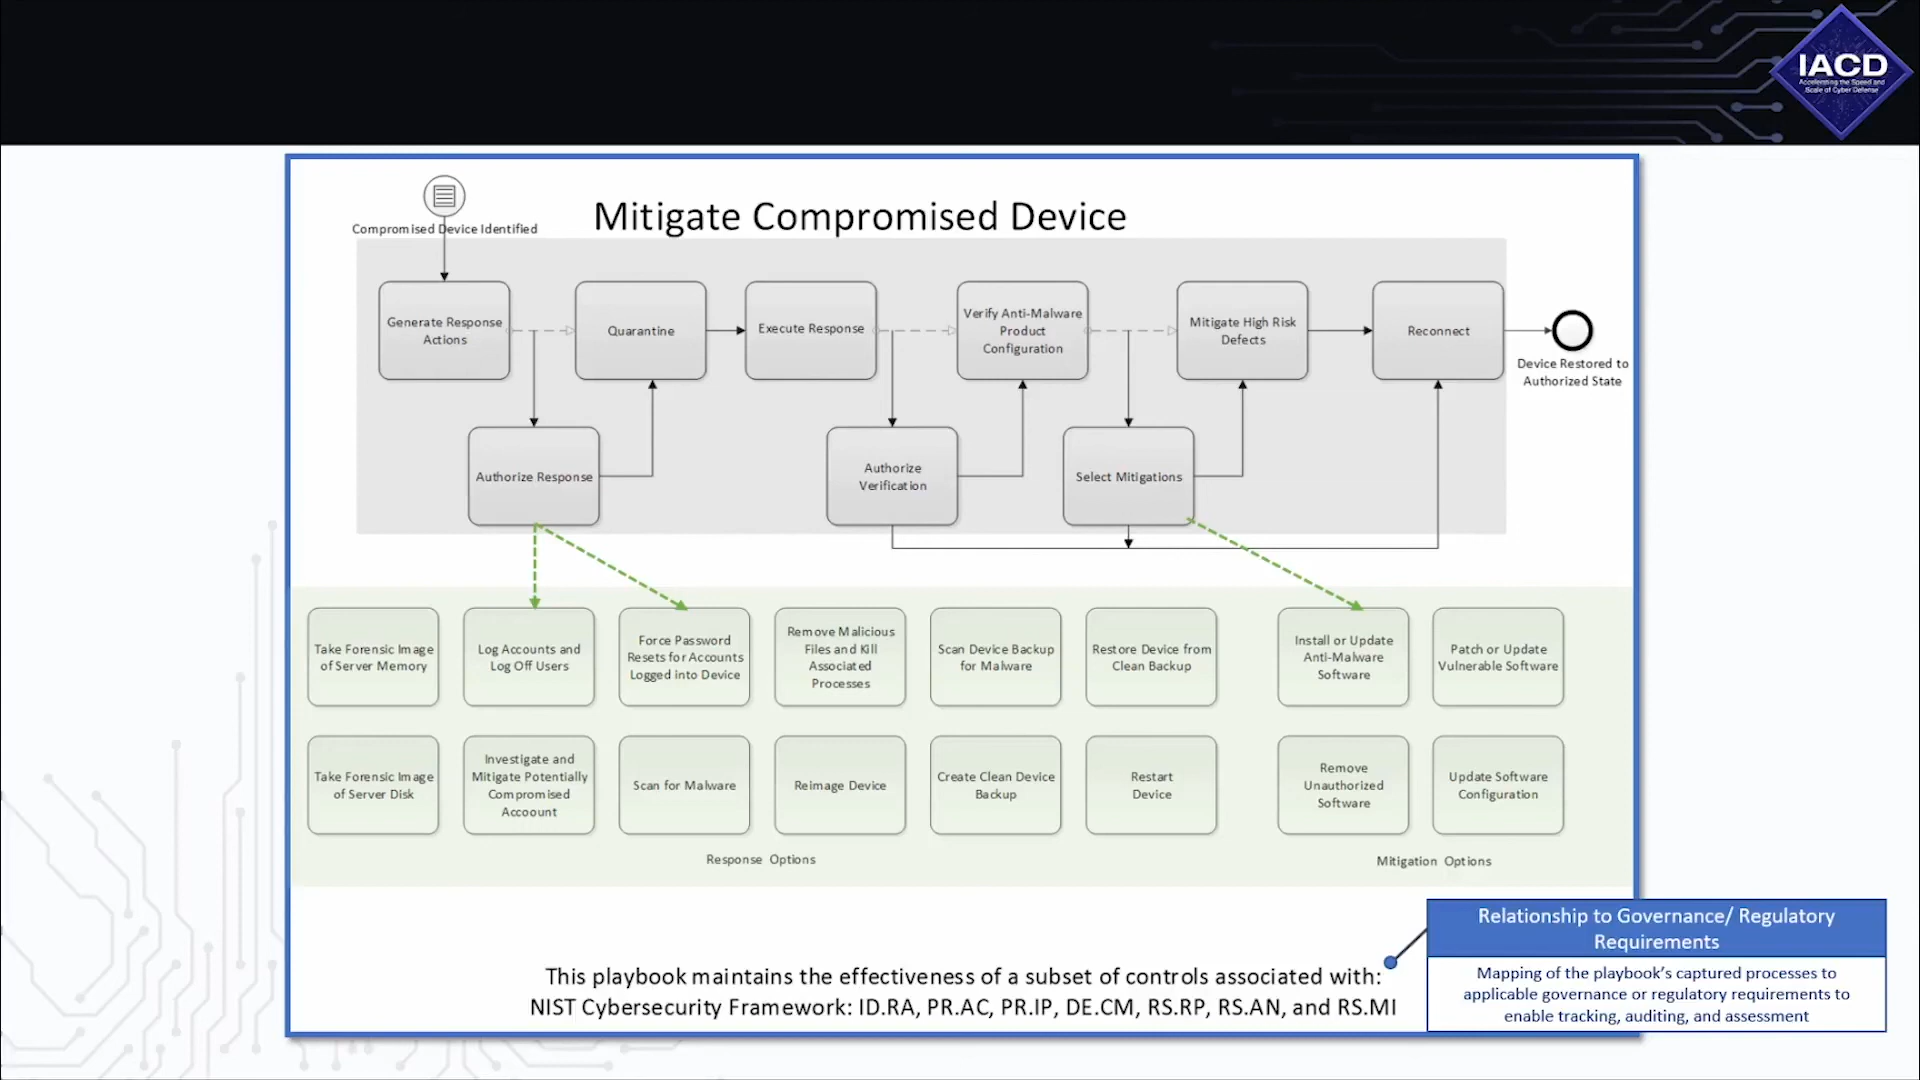 IACD
Accelerating the Speed and
Scale of Cyber Defense
Mitigate Compromised Device
Compromised Device Identified
Generate Response
Actions
Quarantine
Execute Response
Verify Anti-Malware
Product
Configuration
Mitigate High Risk
Defects
Reconnect
Device Restored to
Authorized State
Authorize Response
Authorize
Verification
Select Mitigations
Take Forensic Image
of Server Memory
Log Accounts and
Log Off Users
Force Password
Resets for Accounts
Logged into Device
Remove Malicious
Files and Kill
Associated
Processes
Scan Device Backup
for Malware
Restore Device from
Clean Backup
Install or Update
Anti-Malware
Software
Patch or Update
Vulnerable Software
Take Forensic Image
of Server Disk
Investigate and
Mitigate Potentially
Compromised
Accoount
Scan for Malware
Reimage Device
Create Clean Device
Backup
Restart
Device
Remove
Unauthorized
Software
Update Software
Configuration
Response Options
Mitigation Options
This playbook maintains the effectiveness of a subset of controls associated with:
NIST Cybersecurity Framework: ID.RA, PR.AC, PR.IP, DE.CM, RS.RP, RS.AN, and RS.MI
Relationship to Governance/ Regulatory
Requirements
Mapping of the playbook's captured processes to
applicable governance or regulatory requirements to
enable tracking, auditing, and assessment